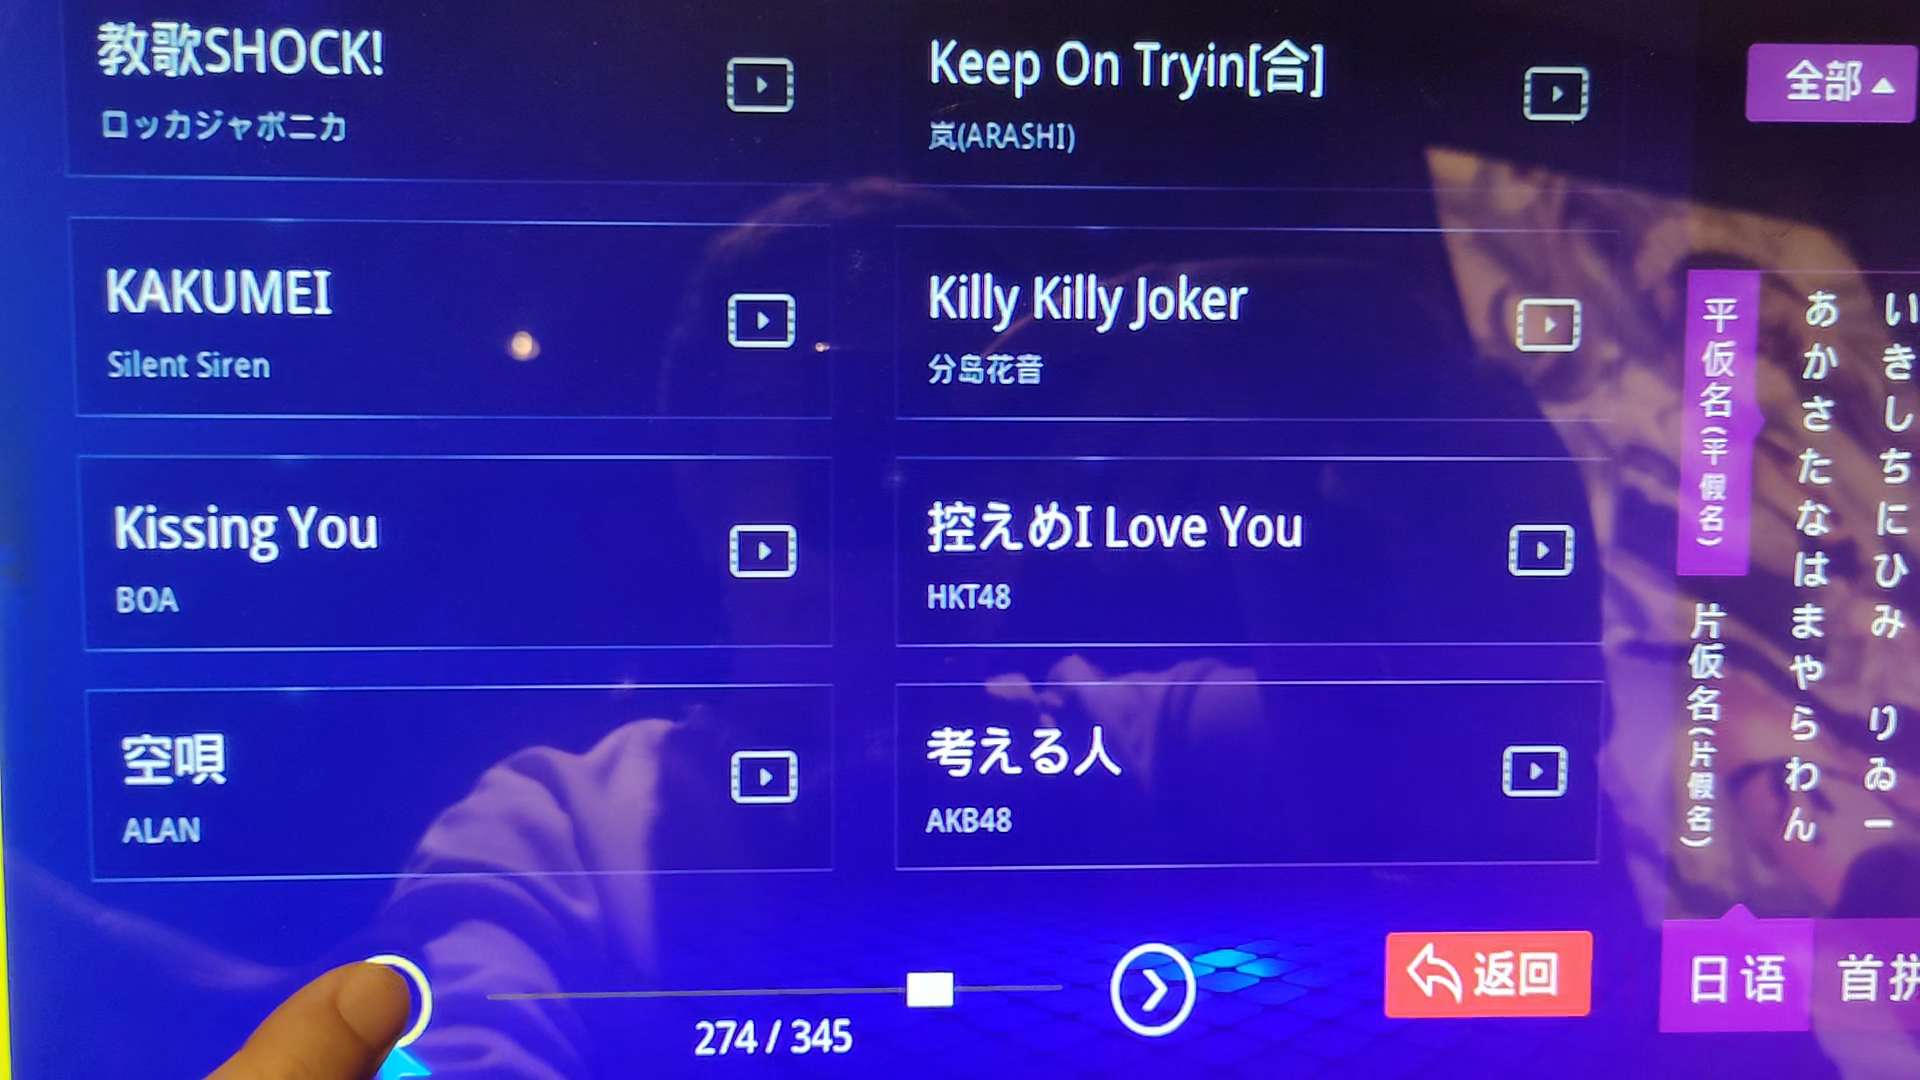 教歌SHOCK!
ロッカジャポニカ
Keep On Tryin[合]
岚(ARASHI)
全部
KAKUMEI
Silent Siren
Killy Killy Joker
分岛花音
Kissing You
BOA
控えめI Love You
HKT48
空唄
ALAN
考える人
AKB48
平仮名(平假名)
片仮名(片假名)
あかさたなはまやらわん
いきしちにひみ りゐー
274 / 345
返回
日语
首拼